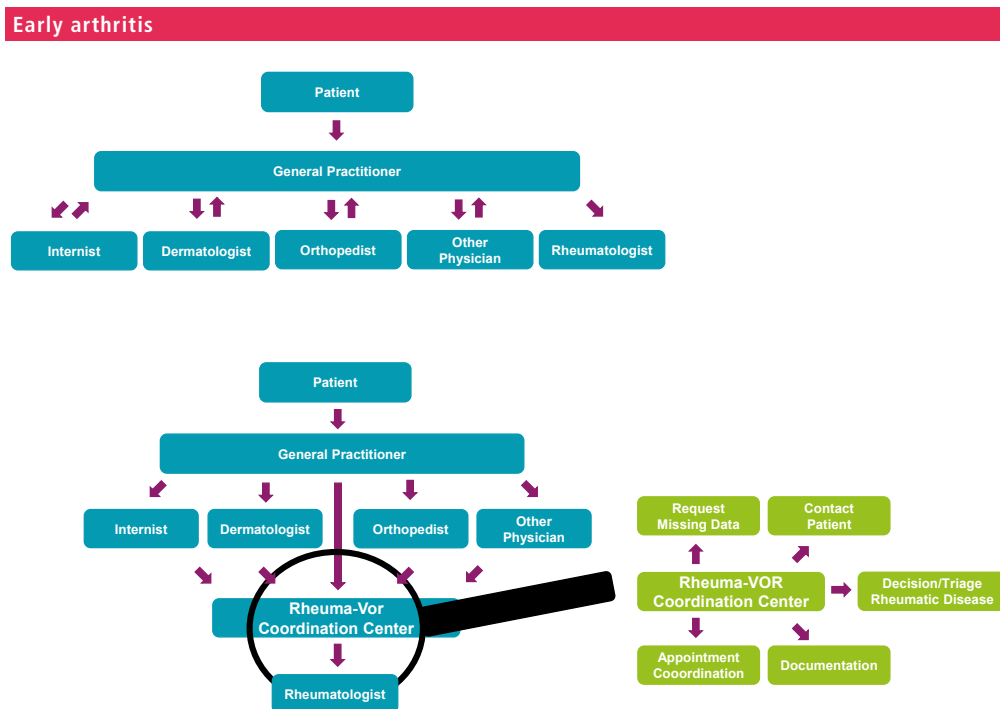 Early arthritis
Patient
General Practitioner
Internist
Dermatologist
Orthopedist
Other
Physician
Rheumatologist
Patient
General Practitioner
Internist
Dermatologist
Orthopedist
Other
Physician
Rheuma-Vor
Coordination Center
Rheumatologist
Request
Missing Data
Contact
Patient
Rheuma-VOR
Coordination Center
Decision/Triage
Rheumatic Disease
Appointment
Cooordination
Documentation